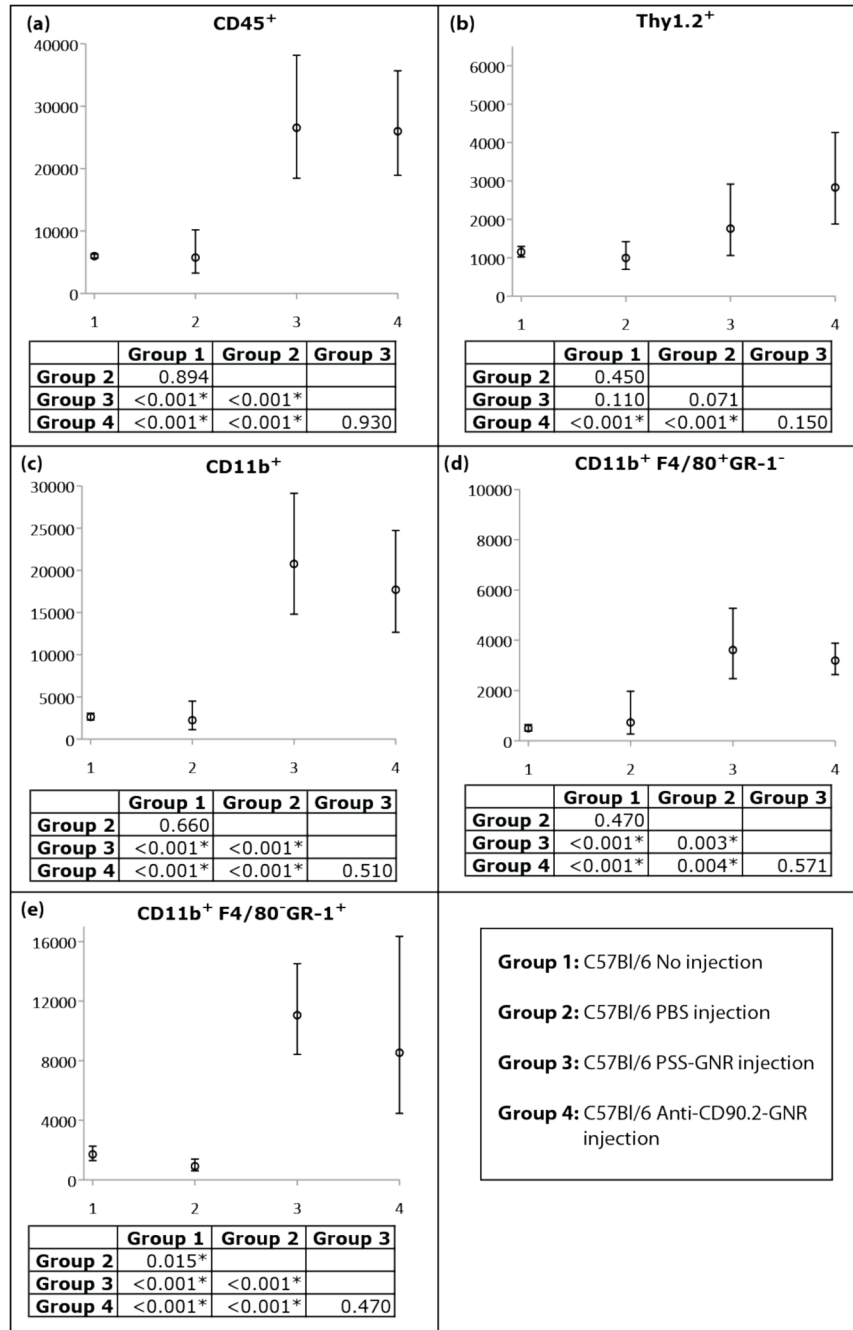 (a) CD45+
40000
30000
20000
10000
0
1 2 3 4
Group 1 Group 2 Group 3
Group 2 0.894
Group 3 <0.001* <0.001*
Group 4 <0.001* <0.001* 0.930
(b) Thy1.2+
6000
5000
4000
3000
2000
1000
0
1 2 3 4
Group 1 Group 2 Group 3
Group 2 0.450
Group 3 0.110 0.071
Group 4 <0.001* <0.001* 0.150
(c) CD11b+
30000
25000
20000
15000
10000
5000
0
1 2 3 4
Group 1 Group 2 Group 3
Group 2 0.660
Group 3 <0.001* <0.001*
Group 4 <0.001* <0.001* 0.510
(d) CD11b+ F4/80+GR-1-
10000
8000
6000
4000
2000
0
1 2 3 4
Group 1 Group 2 Group 3
Group 2 0.470
Group 3 <0.001* 0.003*
Group 4 <0.001* 0.004* 0.571
(e) CD11b+ F4/80-GR-1+
16000
12000
8000
4000
0
1 2 3 4
Group 1 Group 2 Group 3
Group 2 0.015*
Group 3 <0.001* <0.001*
Group 4 <0.001* <0.001* 0.470
Group 1: C57Bl/6 No injection
Group 2: C57Bl/6 PBS injection
Group 3: C57Bl/6 PSS-GNR injection
Group 4: C57Bl/6 Anti-CD90.2-GNR
injection